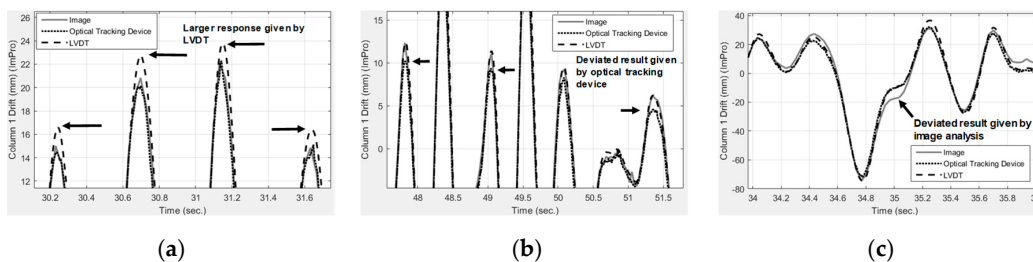 26
24
22
20
18
16
14
12
Column 1 Drift (mm) (ImPro)
30.2 30.4 30.6 30.8 31 31.2 31.4 31.6
Time (sec.)
Image
Optical Tracking Device
LVDT
Larger response given by
LVDT
(a)
15
10
5
0
Column 1 Drift (mm) (ImPro)
48 48.5 49 49.5 50 50.5 51 51.5
Time (sec.)
Image
Optical Tracking Device
LVDT
Deviated result given
by optical tracking
device
(b)
40
20
0
-20
-40
-60
-80
Column 1 Drift (mm) (ImPro)
34 34.2 34.4 34.6 34.8 35 35.2 35.4 35.6 35.8
Time (sec.)
Deviated result given by
image analysis
Image
Optical Tracking Device
LVDT
(c)